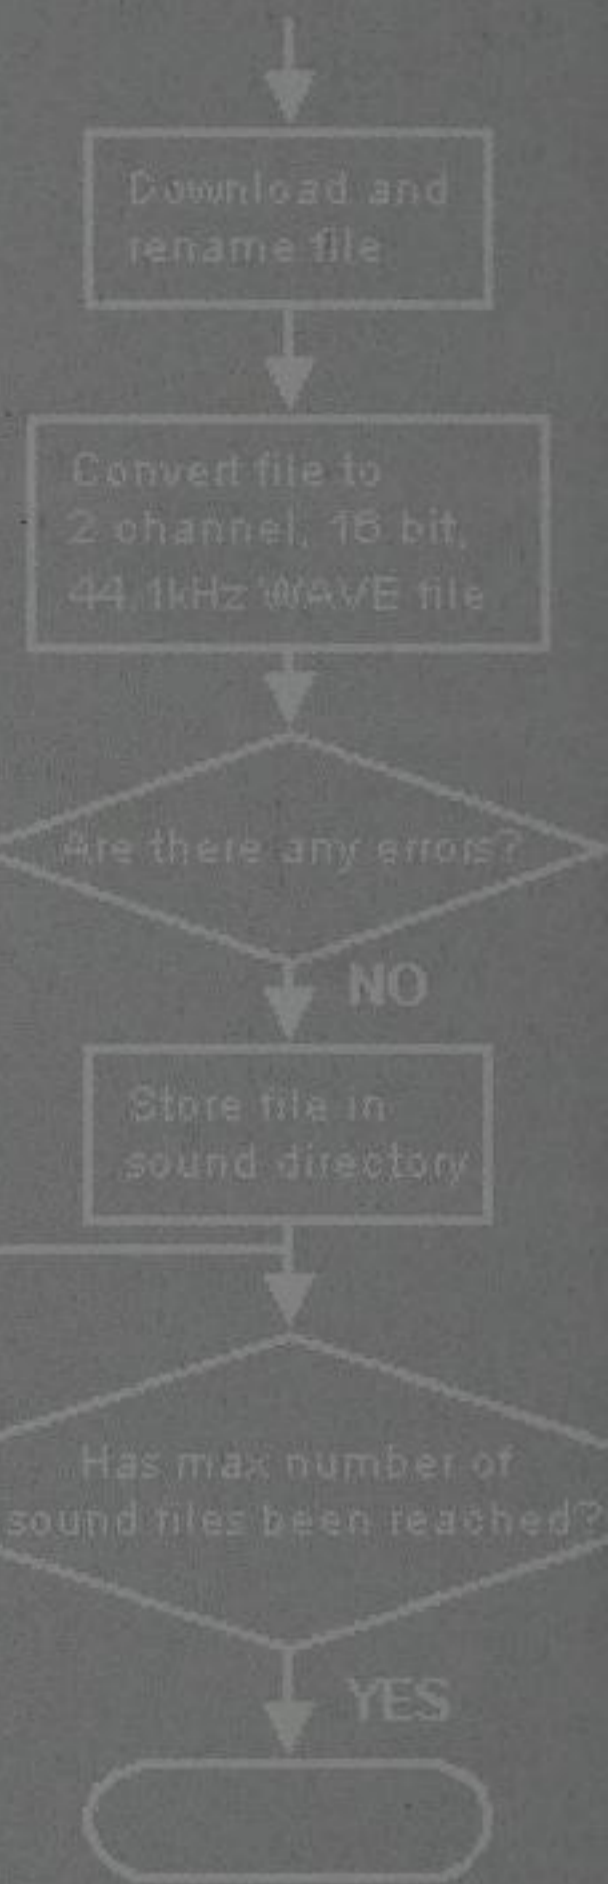 Download and
rename file
Convert file to
2 channel, 16 bit,
44.1kHz WAVE file
Are there any errors?
NO
Store file in
sound directory
Has max number of
sound files been reached?
YES